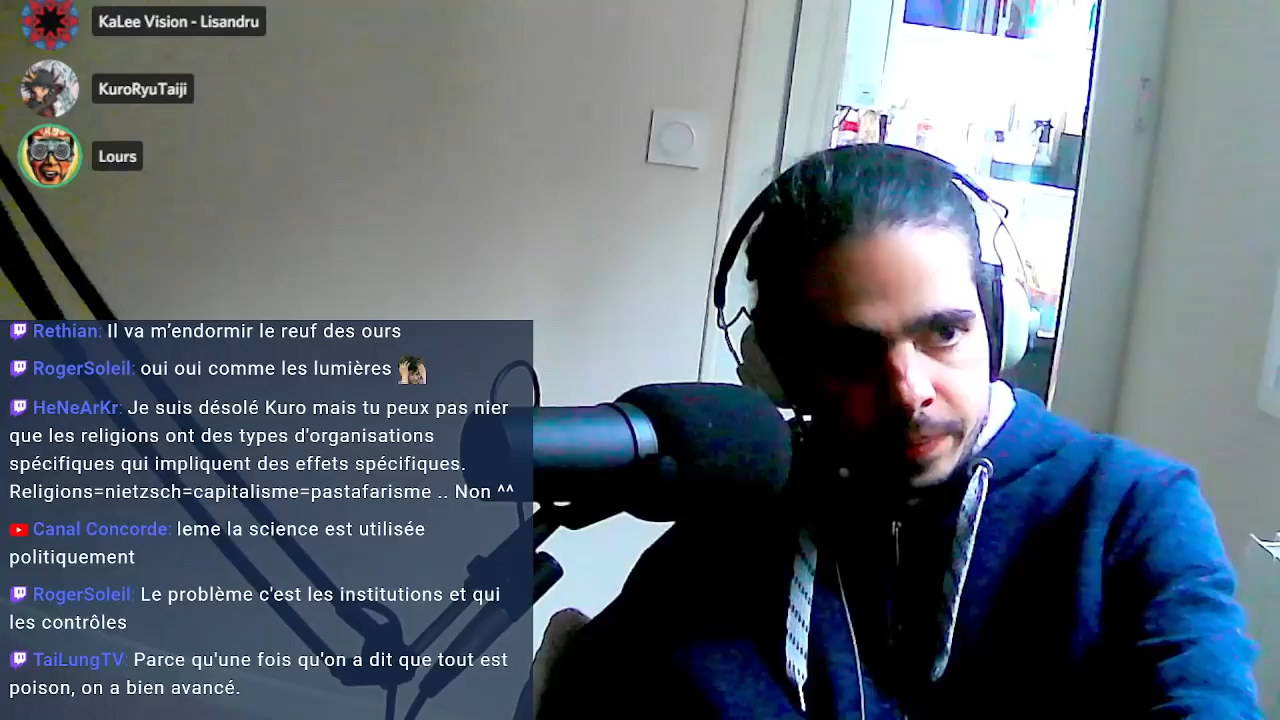 KaLee Vision - Lisandru
KuroRyuTaiji
Lours
Rethian: Il va m'endormir le reuf des ours
RogerSoleil: oui oui comme les lumières
HeNeArKr: Je suis désolé Kuro mais tu peux pas nier
que les religions ont des types d'organisations
spécifiques qui impliquent des effets spécifiques.
Religions=nietzsch=capitalisme=pastafarisme .. Non ^^
Canal Concorde: leme la science est utilisée
politiquement
RogerSoleil: Le problème c'est les institutions et qui
les contrôles
TaiLungTV: Parce qu'une fois qu'on a dit que tout est
poison, on a bien avancé.